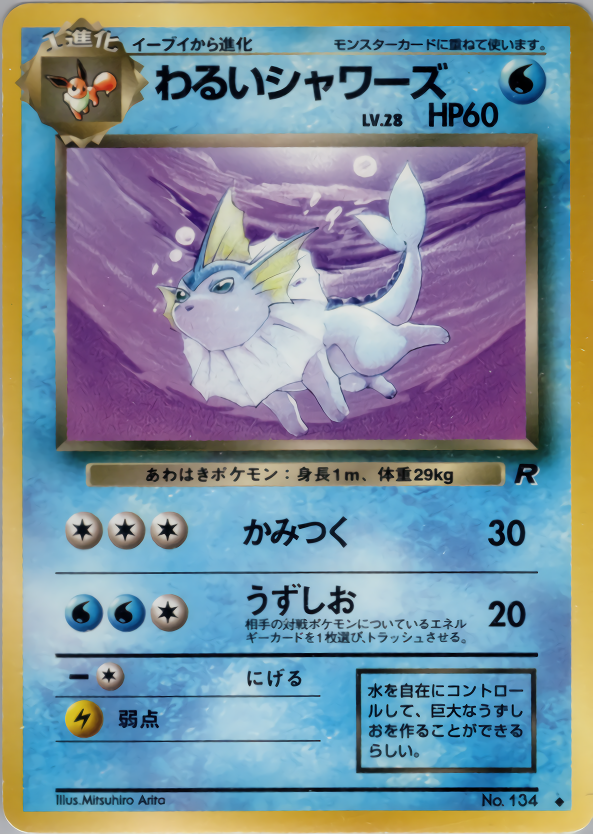 1進化
イーブイから進化
モンスターカードに重ねて使います。
わるいシャワーズ
LV.28 HP60
あわはきポケモン：身長1m、体重29kg
R
かみつく 30
うずしお 20
相手の対戦ポケモンについているエネル
ギーカードを1枚選び、トラッシュさせる。
にげる
弱点
水を自在にコントロー
ルして、巨大なうずし
おを作ることができる
らしい。
Illus.Mitsuhiro Arita
No. 134